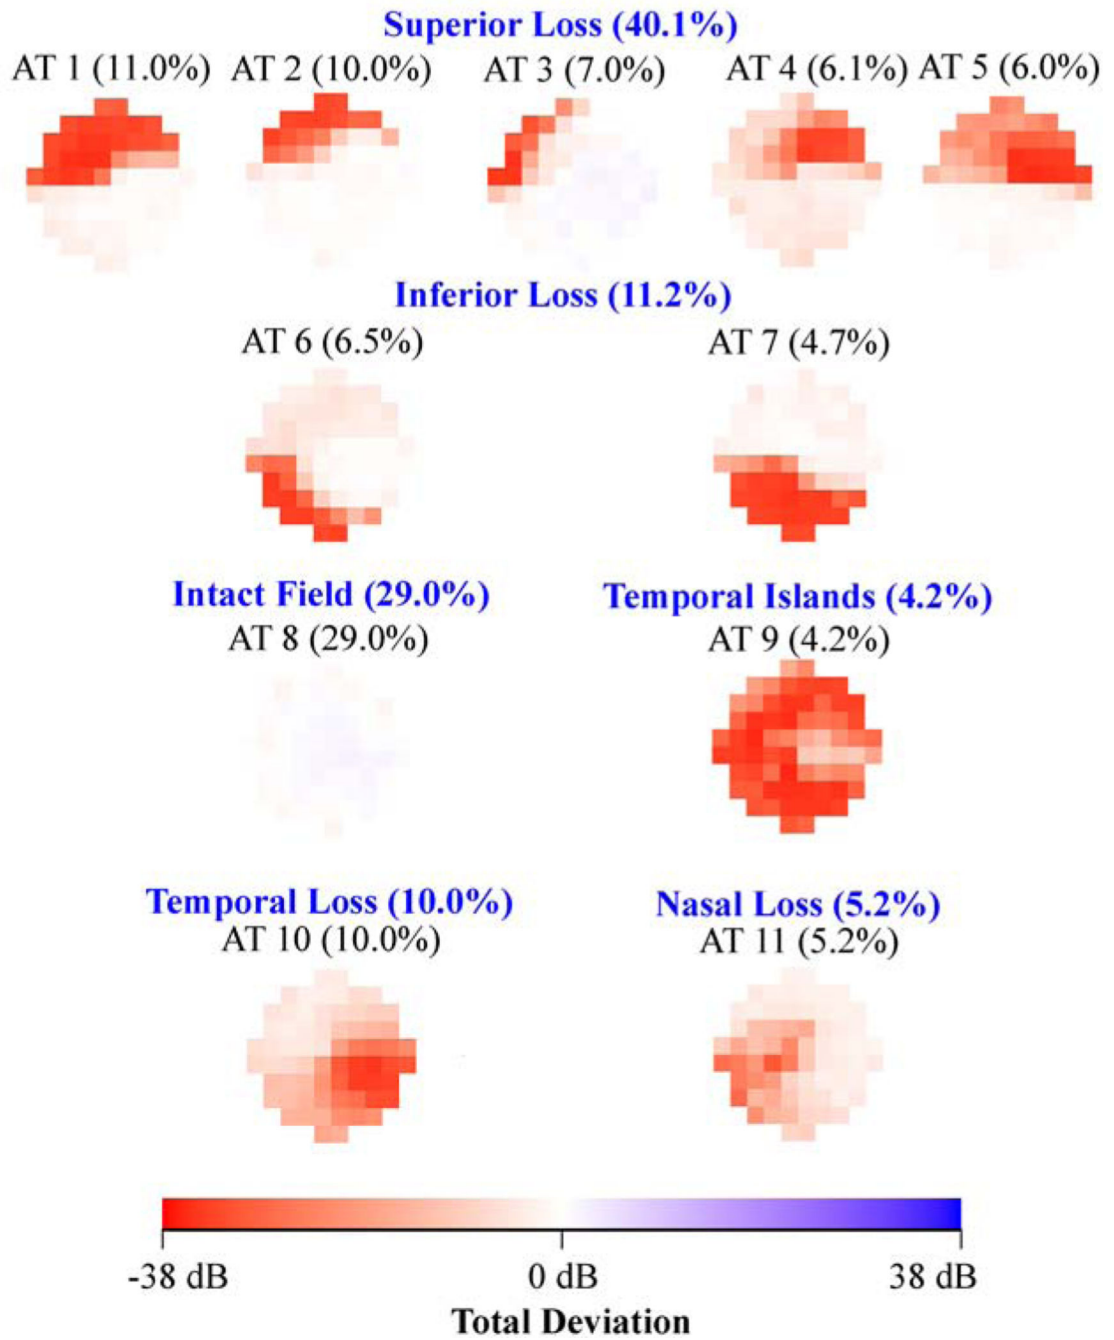 Superior Loss (40.1%)
AT 1 (11.0%) AT 2 (10.0%) AT 3 (7.0%) AT 4 (6.1%) AT 5 (6.0%)
Inferior Loss (11.2%)
AT 6 (6.5%) AT 7 (4.7%)
Intact Field (29.0%) Temporal Islands (4.2%)
AT 8 (29.0%) AT 9 (4.2%)
Temporal Loss (10.0%) Nasal Loss (5.2%)
AT 10 (10.0%) AT 11 (5.2%)
-38 dB 0 dB 38 dB
Total Deviation